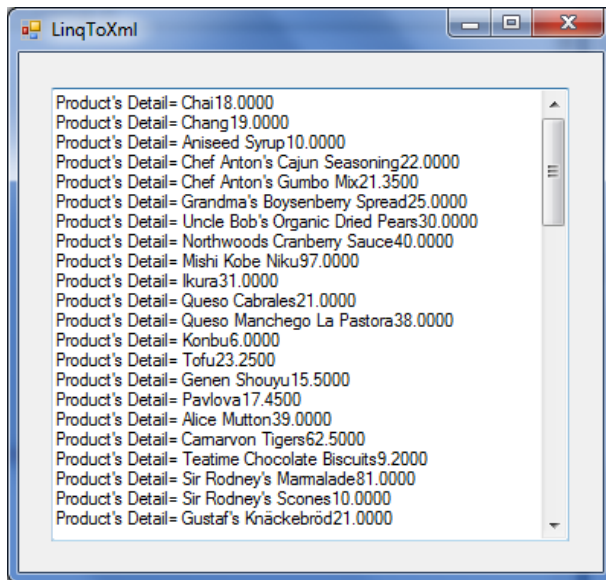 LinqToXml
Product's Detail= Chai18.0000
Product's Detail= Chang19.0000
Product's Detail= Aniseed Syrup10.0000
Product's Detail= Chef Anton's Cajun Seasoning22.0000
Product's Detail= Chef Anton's Gumbo Mix21.3500
Product's Detail= Grandma's Boysenberry Spread25.0000
Product's Detail= Uncle Bob's Organic Dried Pears30.0000
Product's Detail= Northwoods Cranberry Sauce40.0000
Product's Detail= Mishi Kobe Niku97.0000
Product's Detail= Ikura31.0000
Product's Detail= Queso Cabrales21.0000
Product's Detail= Queso Manchego La Pastora38.0000
Product's Detail= Konbu6.0000
Product's Detail= Tofu23.2500
Product's Detail= Genen Shouyu15.5000
Product's Detail= Pavlova17.4500
Product's Detail= Alice Mutton39.0000
Product's Detail= Carnarvon Tigers62.5000
Product's Detail= Teatime Chocolate Biscuits9.2000
Product's Detail= Sir Rodney's Marmalade81.0000
Product's Detail= Sir Rodney's Scones10.0000
Product's Detail= Gustaf's Knäckebröd21.0000